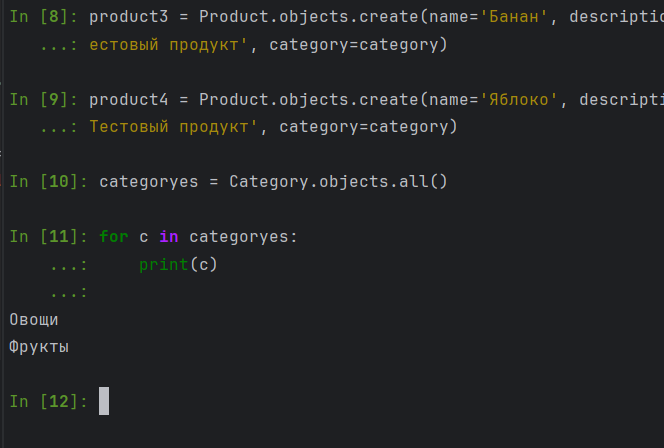 In [8]: product3 = Product.objects.create(name='Банан', descriptio
...: естовый продукт', category=category)
In [9]: product4 = Product.objects.create(name='Яблоко', descripti
...: Тестовый продукт', category=category)
In [10]: categoryes = Category.objects.all()
In [11]: for c in categoryes:
...: print(c)
...:
Овощи
Фрукты
In [12]: